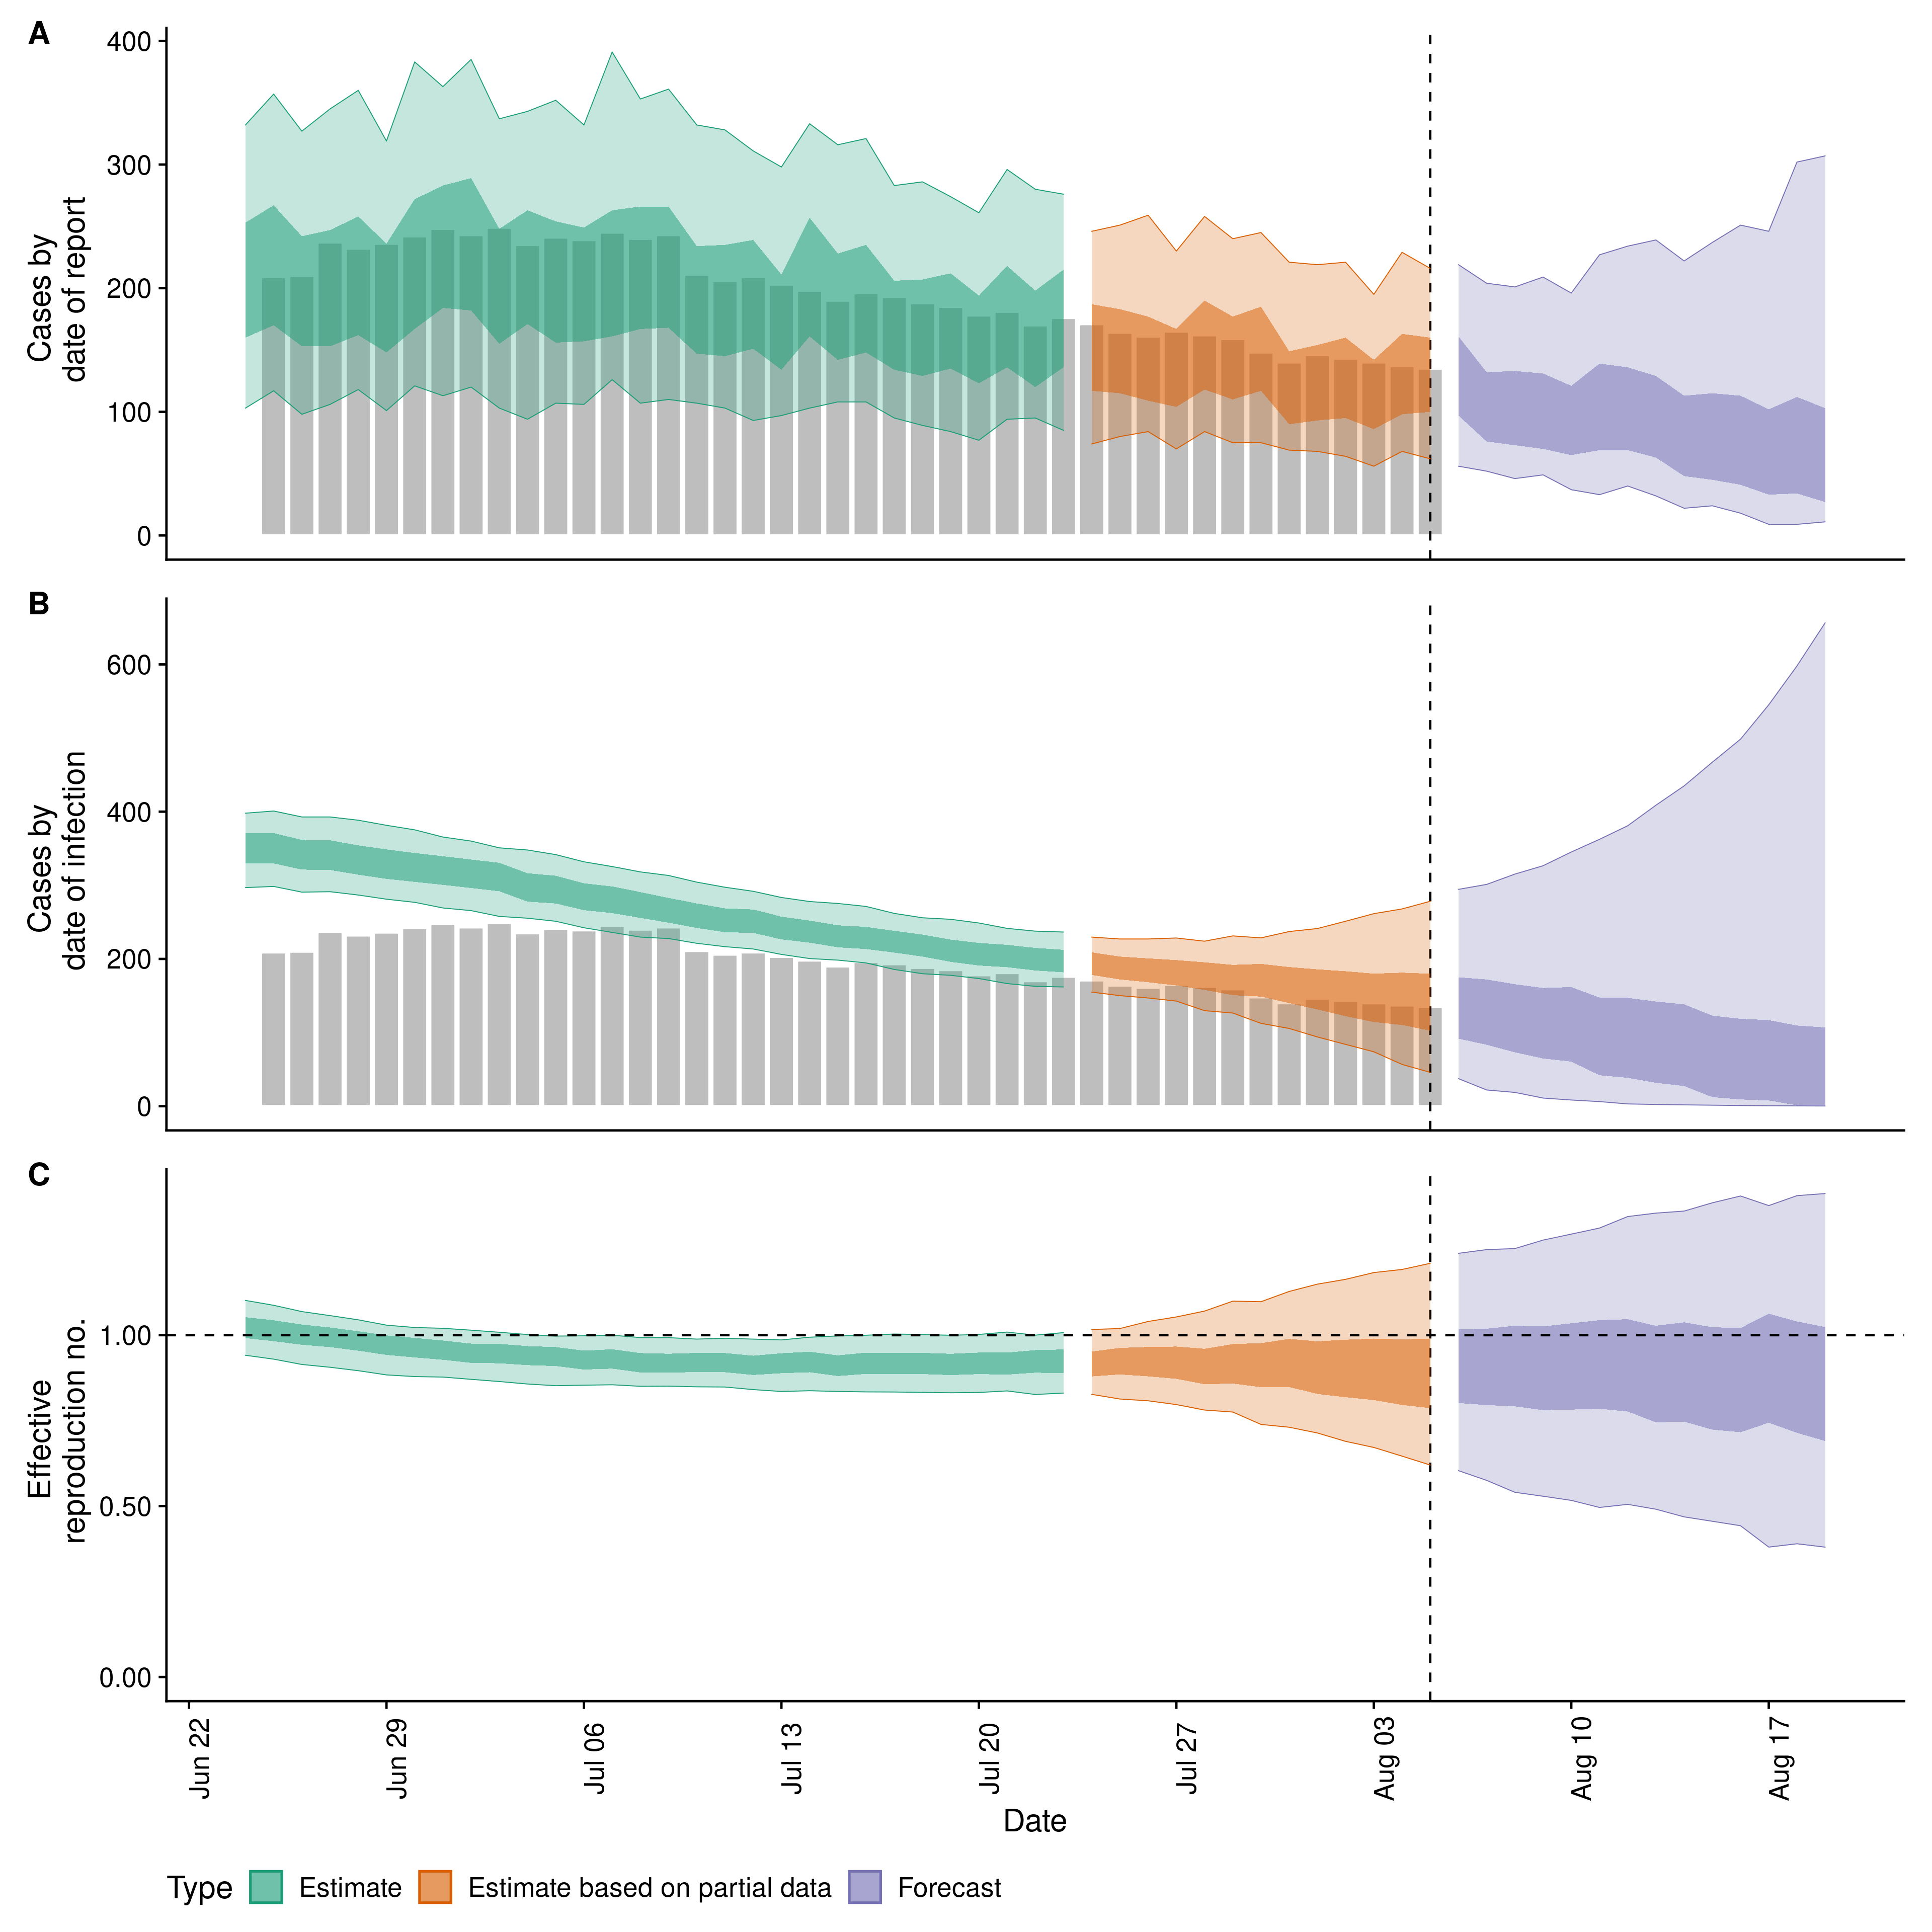 A
400
300
200
100
0
Cases by
date of report
B
600
400
200
0
Cases by
date of infection
C
1.00
0.50
0.00
Effective
reproduction no.
Jun 22
Jun 29
Jul 06
Jul 13
Jul 20
Jul 27
Aug 03
Aug 10
Aug 17
Date
Type
Estimate
Estimate based on partial data
Forecast